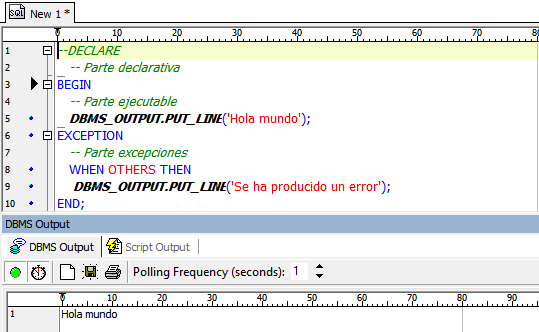 SQL New 1 *
0 10 20 30 40 50 60 70 80
1 --DECLARE
2 -- Parte declarativa
3 BEGIN
4 -- Parte ejecutable
5 DBMS_OUTPUT.PUT_LINE('Hola mundo');
6 EXCEPTION
7 -- Parte excepciones
8 WHEN OTHERS THEN
9 DBMS_OUTPUT.PUT_LINE('Se ha producido un error');
10 END;
DBMS Output
DBMS Output Script Output
Polling Frequency (seconds): 1
0 10 20 30 40 50 60 70 80 90
1 Hola mundo